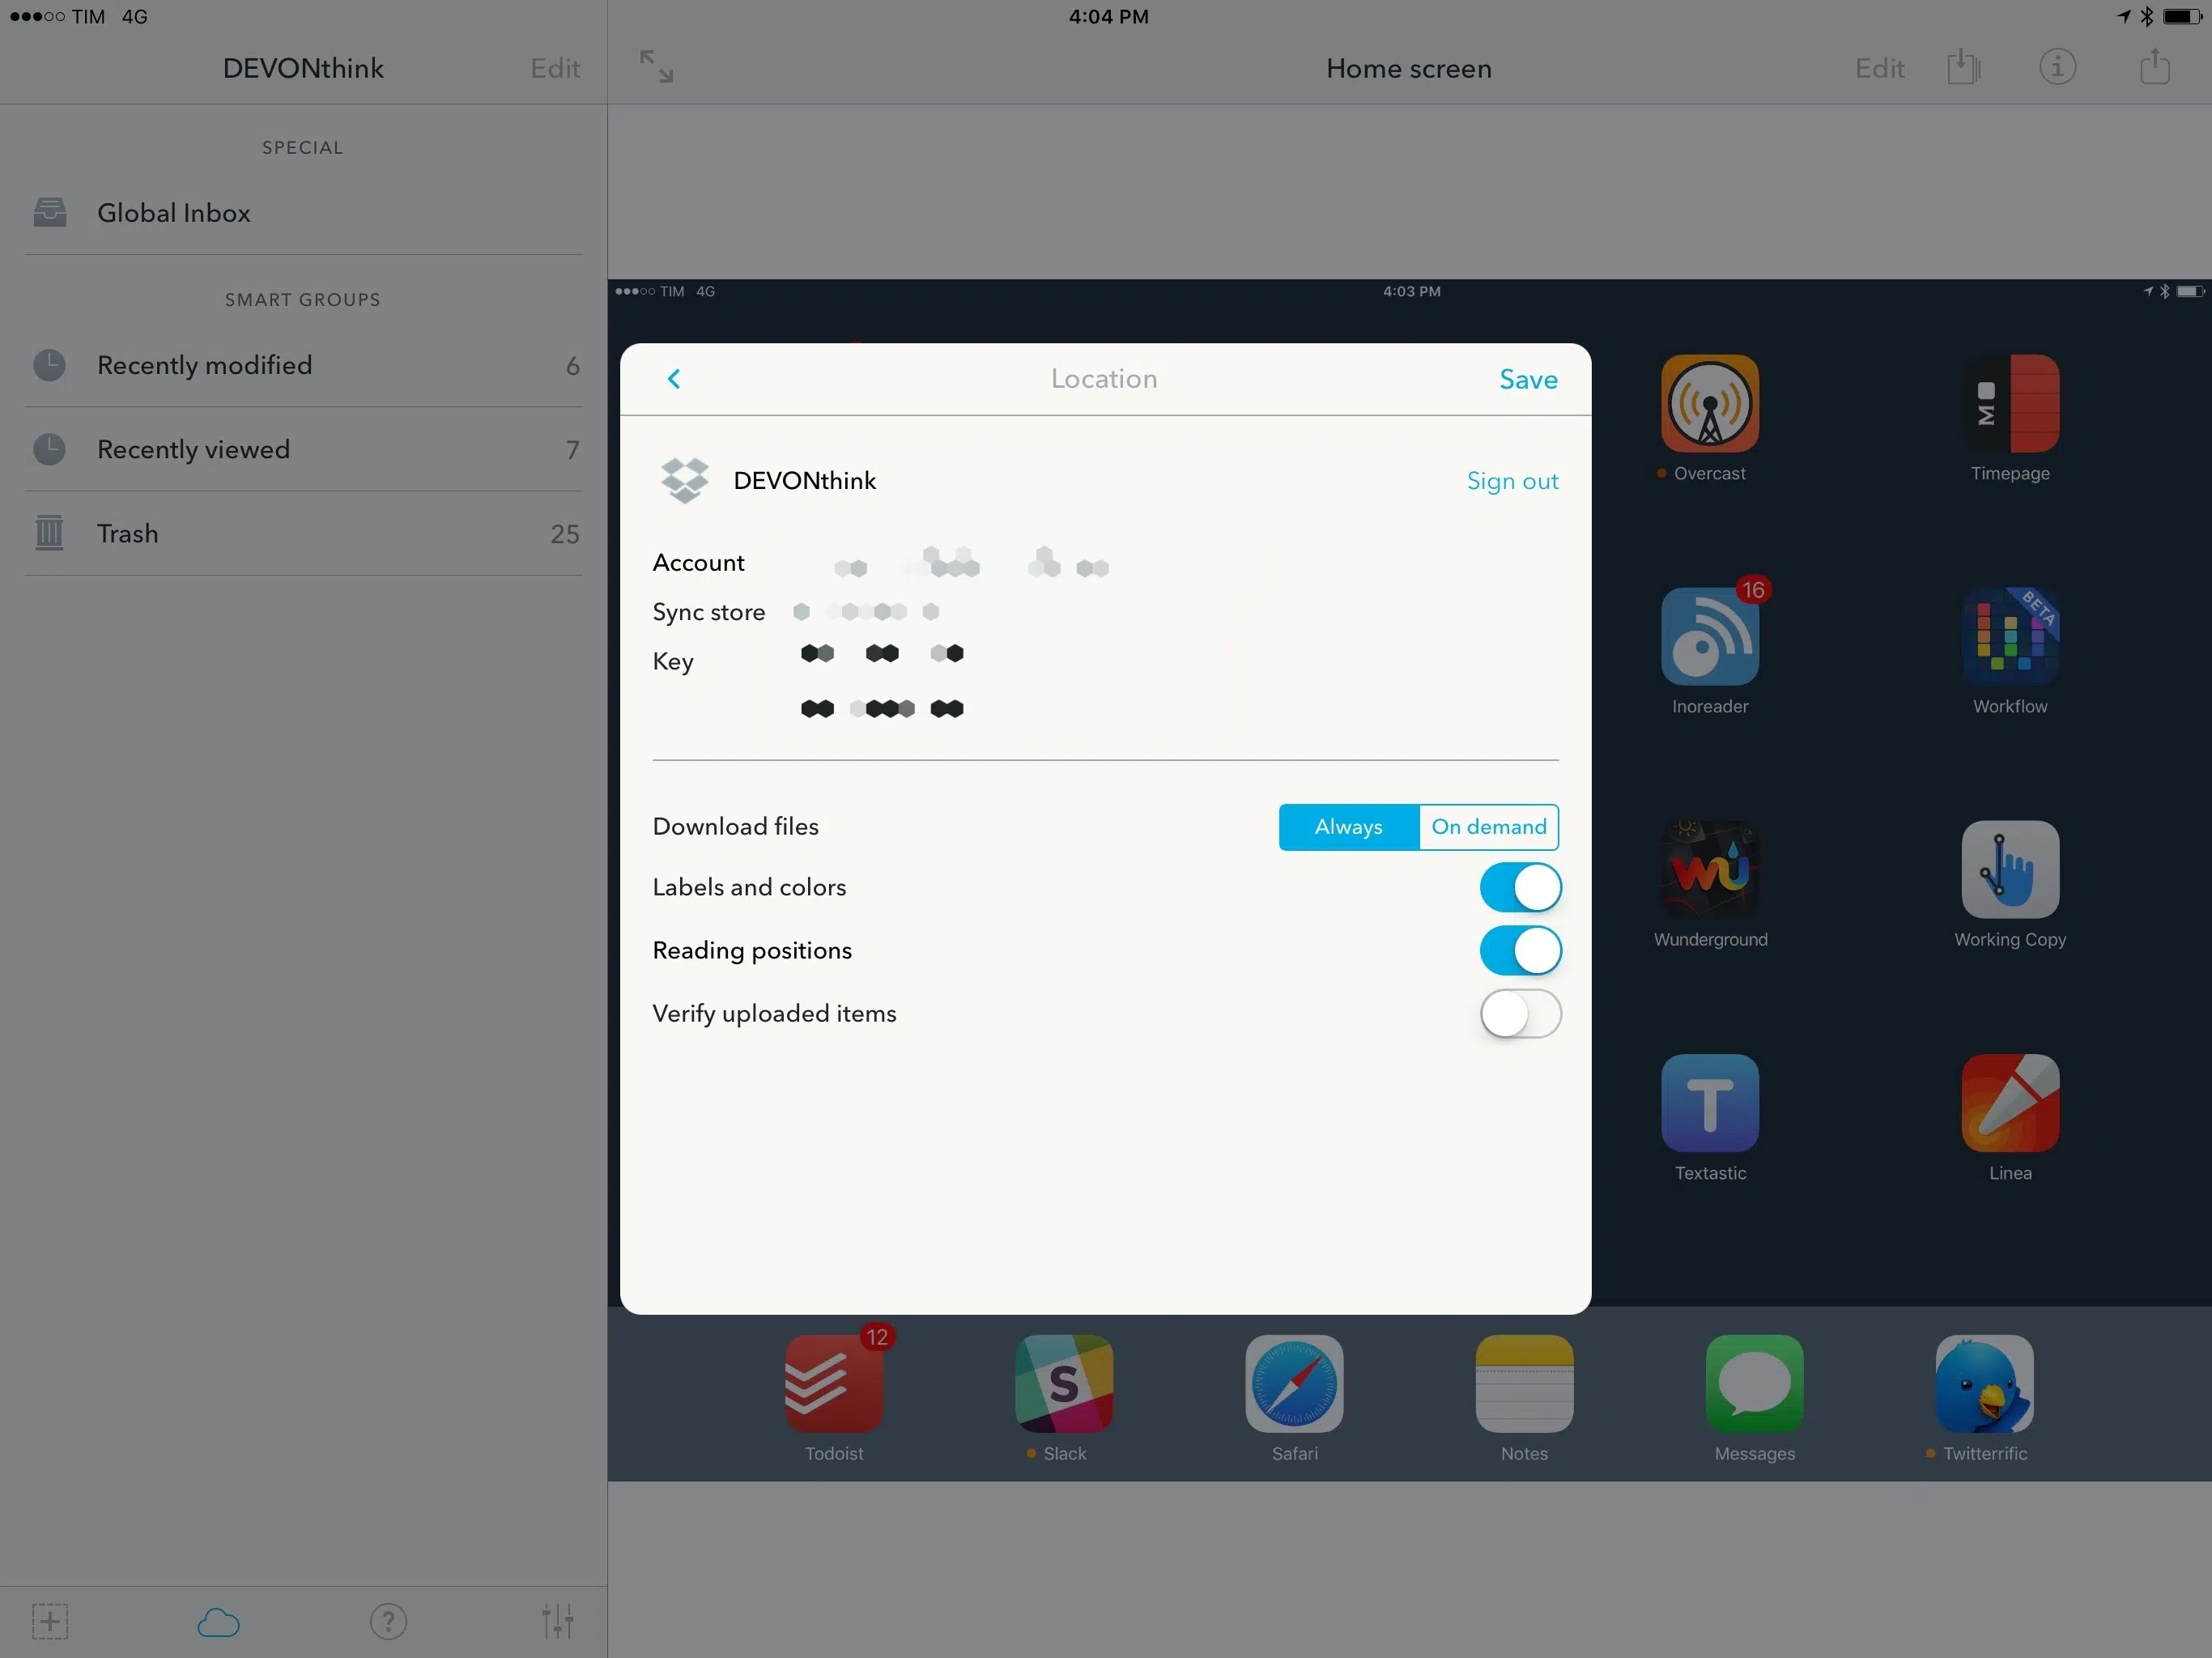 TIM 4G
4:04 PM
DEVONthink
Edit
Home screen
Edit
SPECIAL
Global Inbox
SMART GROUPS
Recently modified 6
Recently viewed 7
Trash 25
TIM 4G
4:03 PM
Location
Save
DEVONthink
Sign out
Account
Sync store
Key
Download files
Always
On demand
Labels and colors
Reading positions
Verify uploaded items
Overcast
Timepage
16
BETA
Inoreader
Workflow
Wunderground
Working Copy
T
Textastic
Linea
12
S
Todoist
Slack
Safari
Notes
Messages
Twitterrific